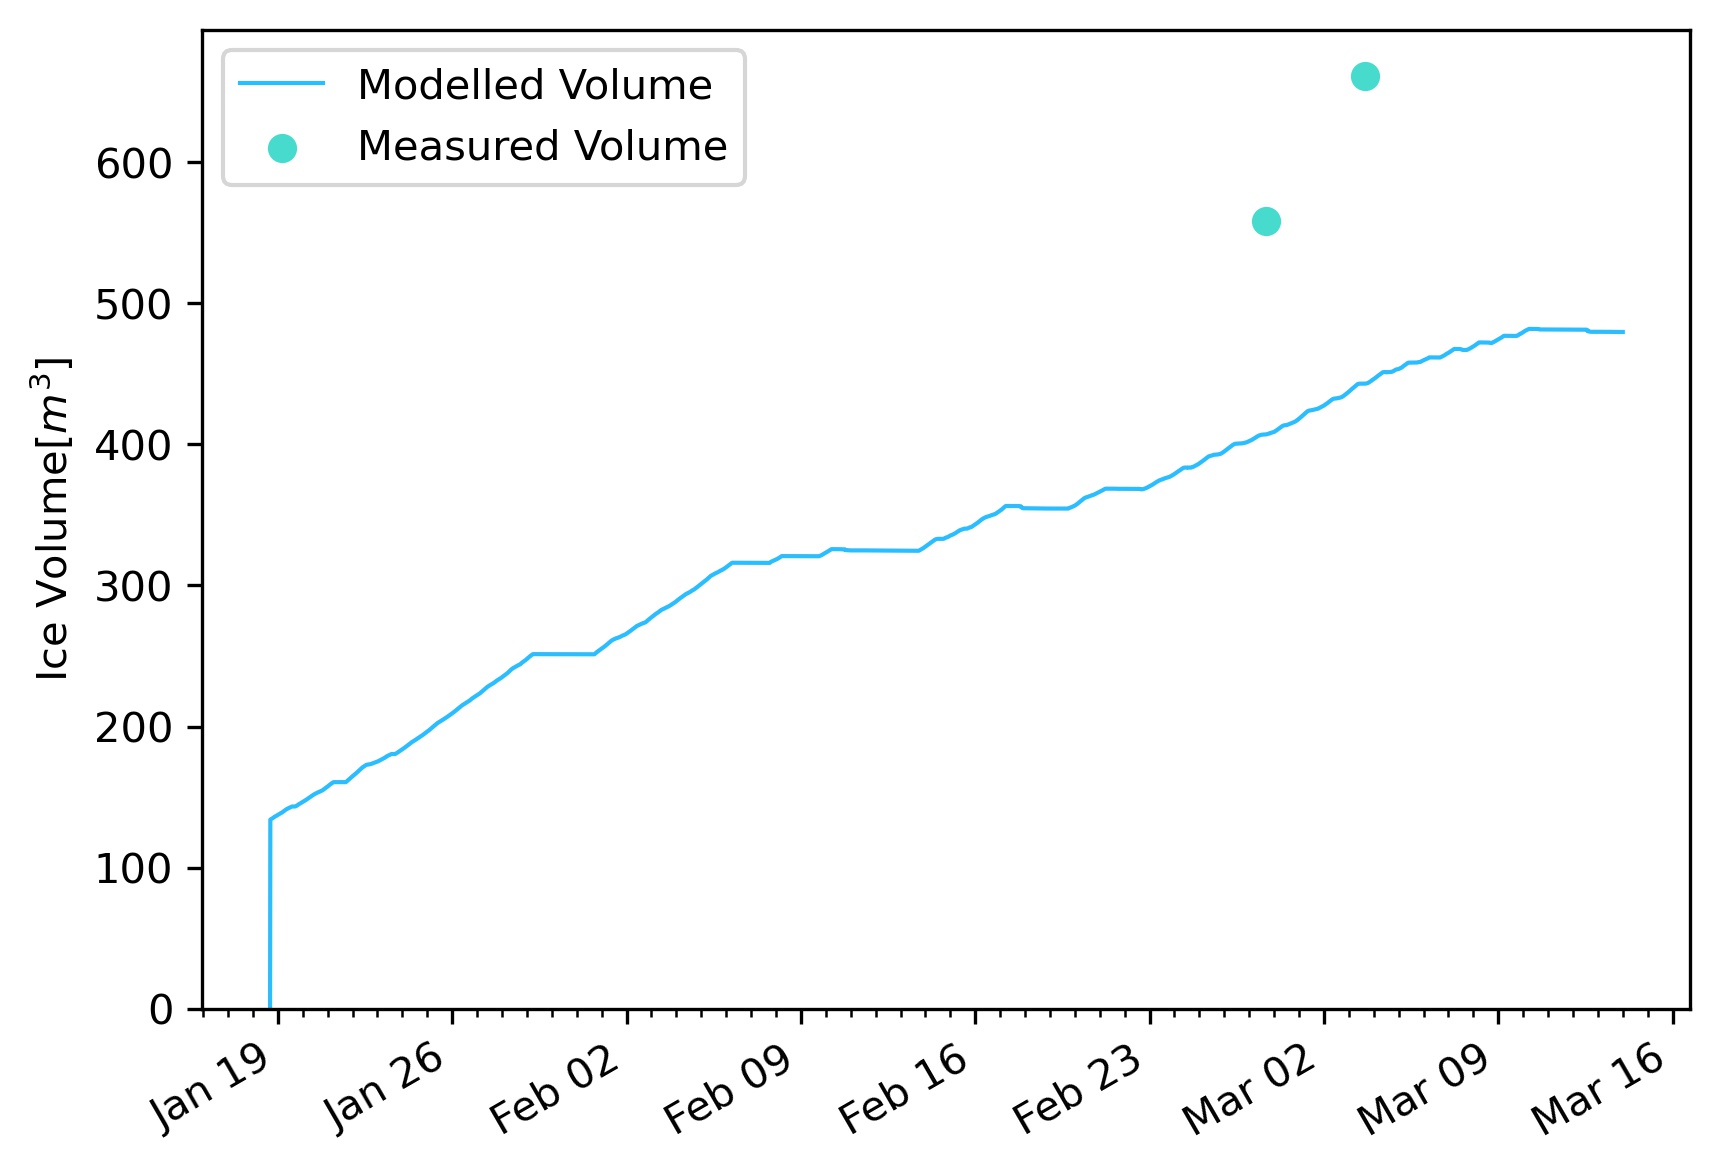 Modelled Volume
Measured Volume
Ice Volume[m³]
600
500
400
300
200
100
0
Jan 19
Jan 26
Feb 02
Feb 09
Feb 16
Feb 23
Mar 02
Mar 09
Mar 16